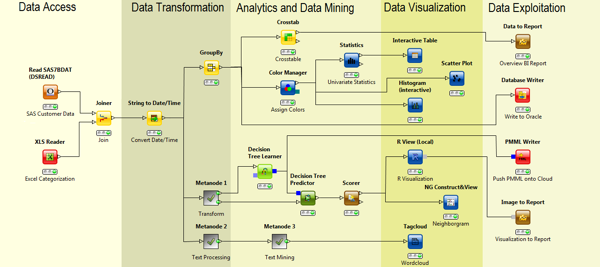 Data Access
Data Transformation
Analytics and Data Mining
Data Visualization
Data Exploitation
Read SAS7BDAT
(DSREAD)
SAS Customer Data
XLS Reader
Excel Categorization
Joiner
Join
String to Date/Time
Convert Date/Time
GroupBy
Metanode 1
Transform
Metanode 2
Text Processing
Crosstab
Crosstable
Color Manager
Assign Colors
Statistics
Univariate Statistics
Decision
Tree Learner
Decision Tree
Predictor
Scorer
Metanode 3
Text Mining
Interactive Table
Scatter Plot
Histogram
(interactive)
R View (Local)
R Visualization
NG Construct&View
Neighborgram
Tagcloud
Wordcloud
Data to Report
Overview BI Report
Database Writer
Write to Oracle
PMML Writer
Push PMML onto Cloud
Image to Report
Visualization to Report